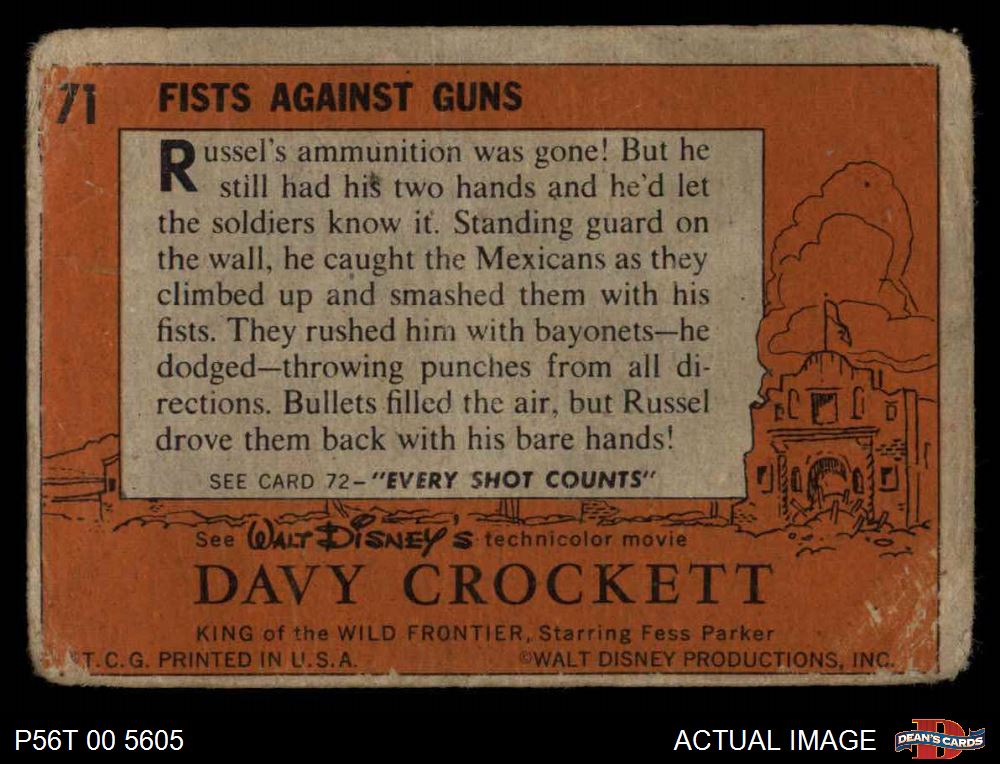 71 FISTS AGAINST GUNS
Russel's ammunition was gone! But he
still had his two hands and he'd let
the soldiers know it. Standing guard on
the wall, he caught the Mexicans as they
climbed up and smashed them with his
fists. They rushed him with bayonets—he
dodged—throwing punches from all di-
rections. Bullets filled the air, but Russel
drove them back with his bare hands!
SEE CARD 72-"EVERY SHOT COUNTS"
See WALT DISNEY'S technicolor movie
DAVY CROCKETT
KING of the WILD FRONTIER, Starring Fess Parker
T.C.G. PRINTED IN U.S.A. ©WALT DISNEY PRODUCTIONS, INC.
P56T 00 5605 ACTUAL IMAGE DEAN'S CARDS